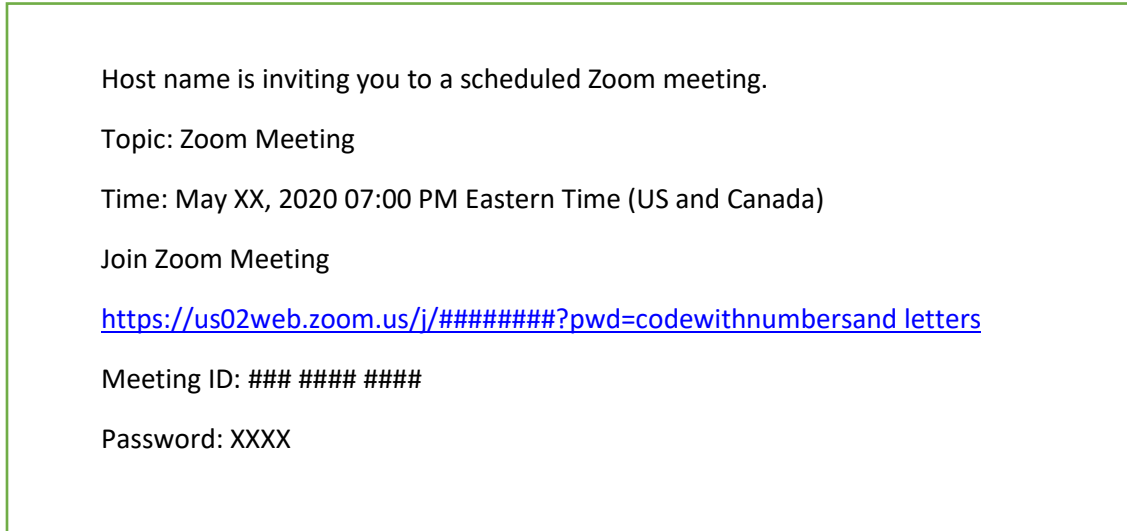 Host name is inviting you to a scheduled Zoom meeting.
Topic: Zoom Meeting
Time: May XX, 2020 07:00 PM Eastern Time (US and Canada)
Join Zoom Meeting
https://us02web.zoom.us/j/########?pwd=codewithnumbersand letters
Meeting ID: ### #### ####
Password: XXXX